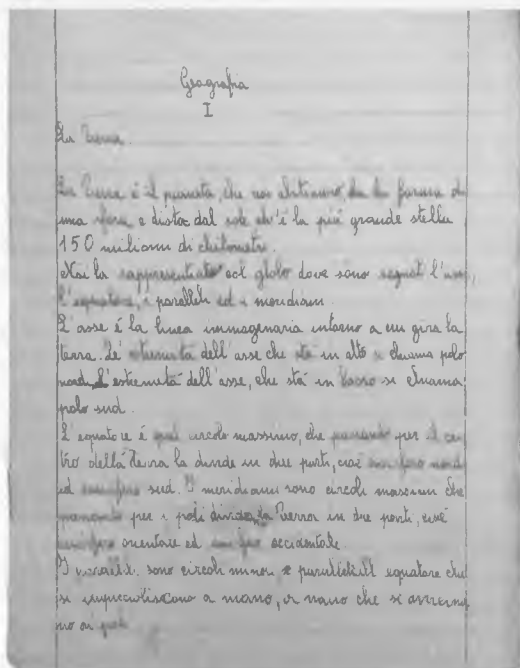 Geografia
I
La Terra.
La Terra è il pianeta, che noi abitiamo, ha la forma di
una sfera, e dista dal sole ch'è la più grande stella
150 milioni di chilometri.
Noi la rappresentiato col globo dove sono segnati l'asse,
l'equatore, i paralleli ed i meridiani.
L'asse é la linea immaginaria intorno a cui gira la
terra. Le' estremità dell'asse che stà in alto si chiama polo
nord. L'estremità dell'asse, che stà in basso si chiama
polo sud.
L'equatore é quel circolo massimo, che passando per il cen
tro della Terra la divide in due parti, cioè emisfero nord
ed emisfero sud. I meridiani sono circoli massimi che
passando per i poli dividono la Terra in due parti, cioè
emisfero orientale ed emisfero occidentale.
I paralleli sono circoli minori paralleli equatore che
si impiccioliscono a mano, a mano che si avvicina
no ai poli